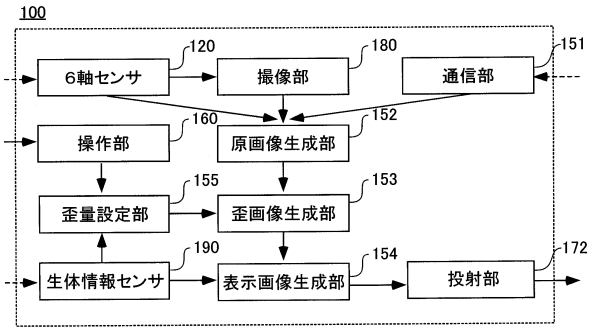 100
120
6軸センサ
180
撮像部
151
通信部
160
操作部
152
原画像生成部
155
歪量設定部
153
歪画像生成部
190
生体情報センサ
154
表示画像生成部
172
投射部